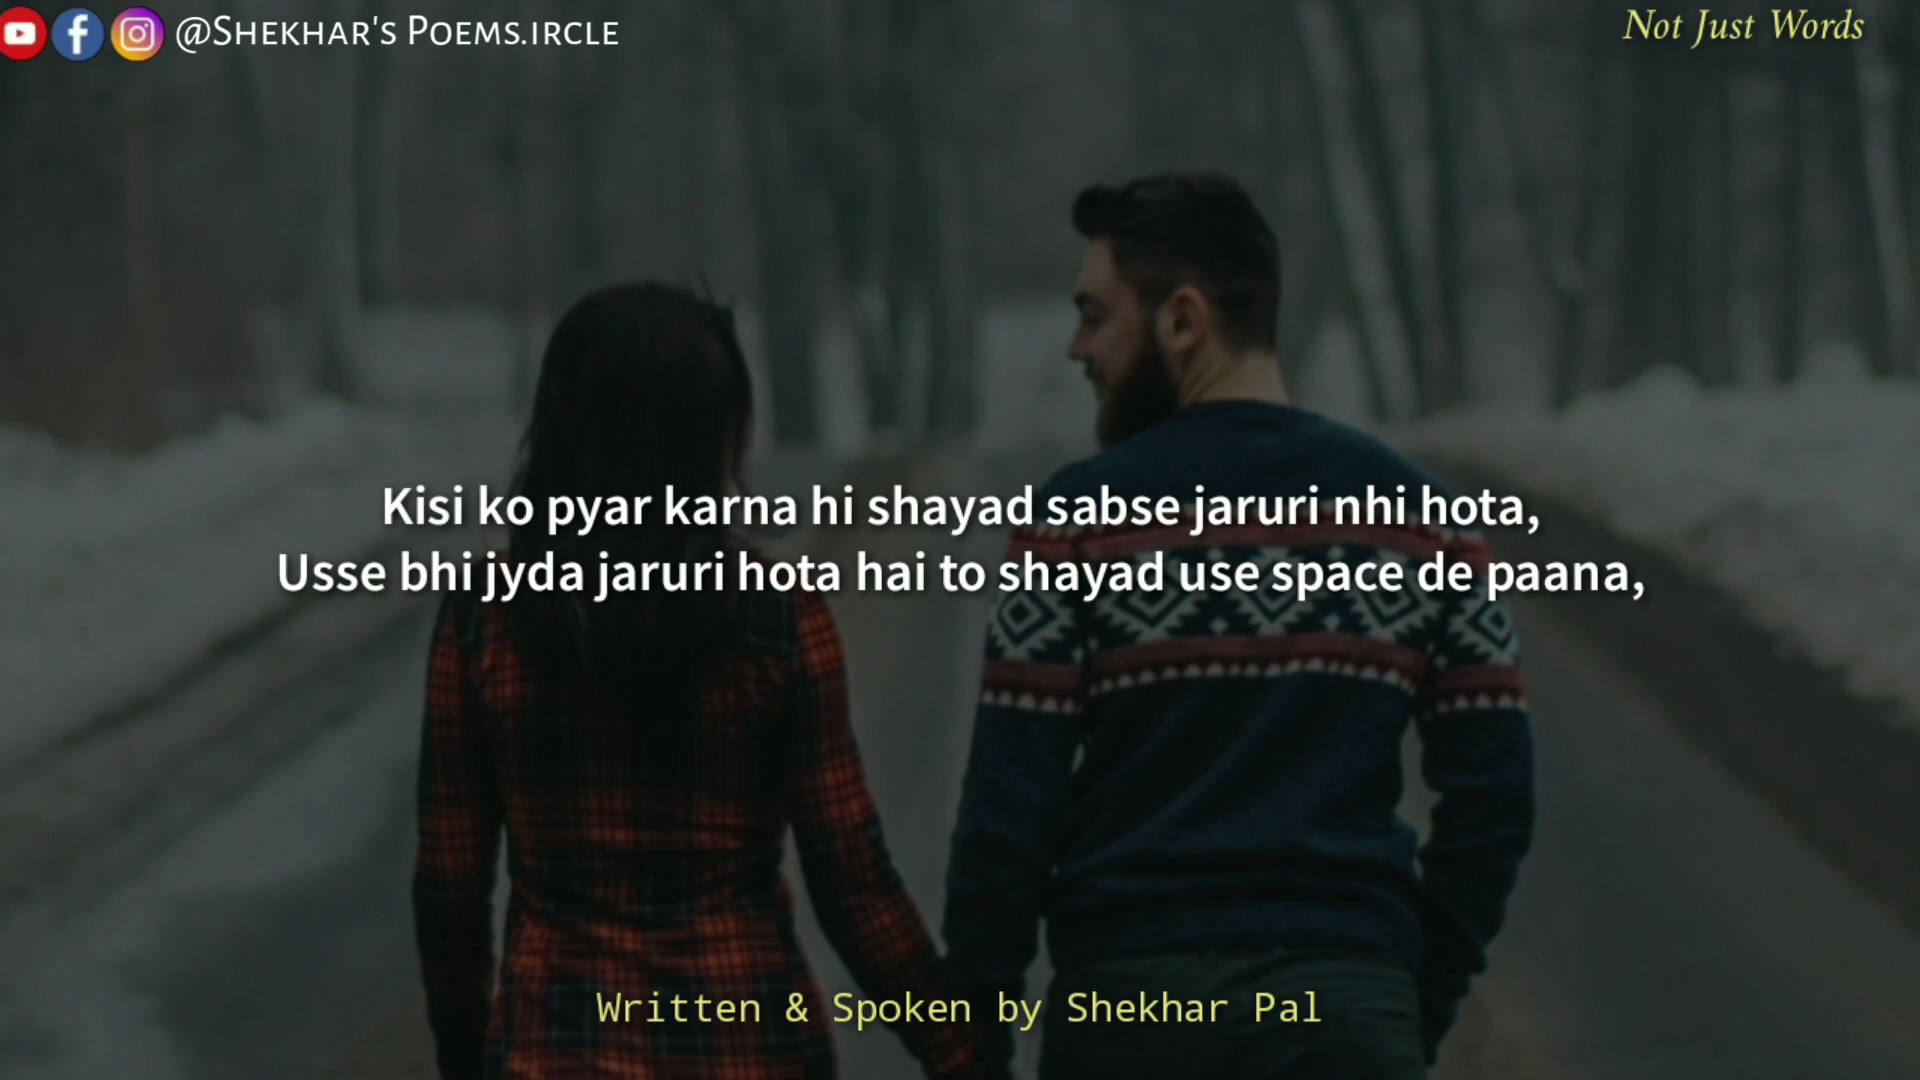 @Shekhar's Poems.ircle
Not Just Words
Kisi ko pyar karna hi shayad sabse jaruri nhi hota,
Usse bhi jyda jaruri hota hai to shayad use space de paana,
Written & Spoken by Shekhar Pal